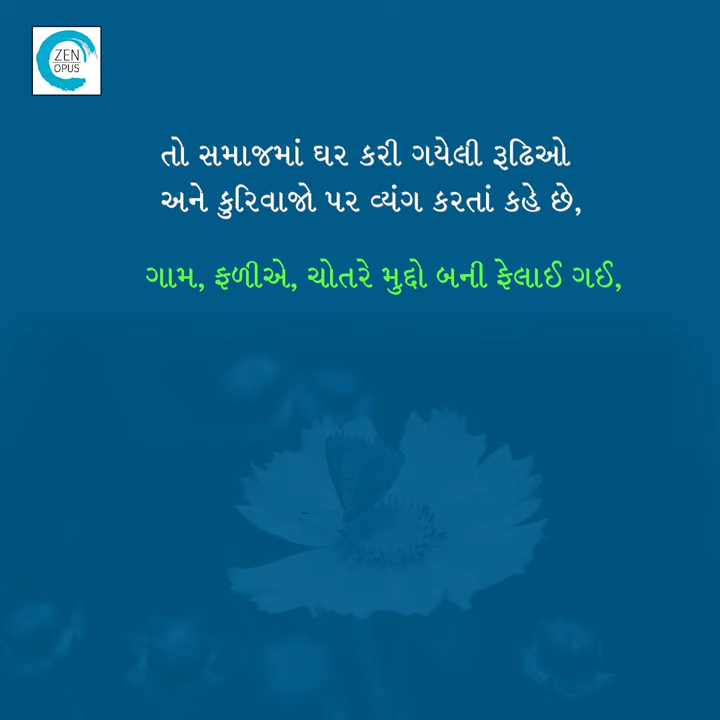 ZEN
OPUS
તો સમાજમાં ઘર કરી ગયેલી રૂઢિઓ
અને કુરિવાજો પર વ્યંગ કરતાં કહે છે,
ગામ, ફળીએ, ચોતરે મુદ્દો બની ફેલાઈ ગઈ,